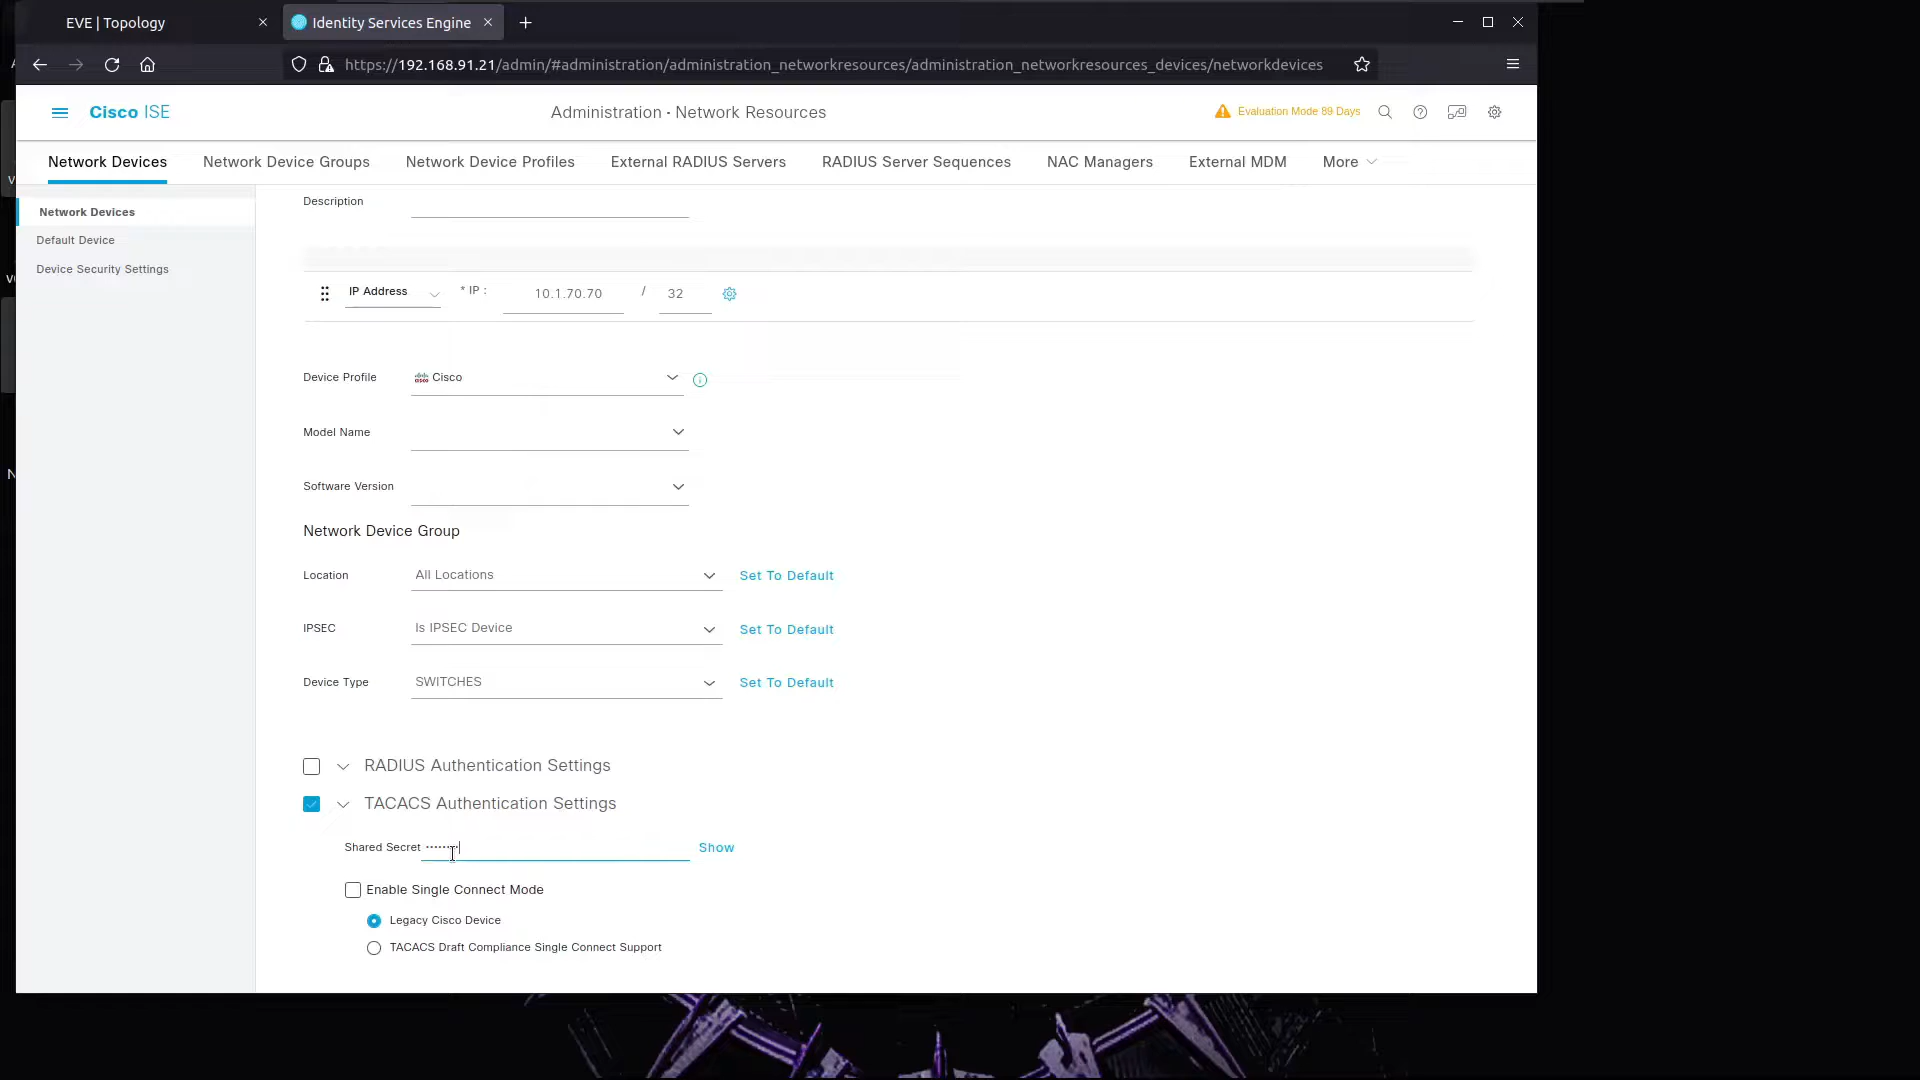 EVE | Topology
Identity Services Engine
https://192.168.91.21/admin/#administration/administration_networkresources/administration_networkresources_devices/networkdevices
Cisco ISE
Administration · Network Resources
Evaluation Mode 89 Days
Network Devices
Network Device Groups
Network Device Profiles
External RADIUS Servers
RADIUS Server Sequences
NAC Managers
External MDM
More
Network Devices
Default Device
Device Security Settings
Description
IP Address
* IP :
10.1.70.70
/
32
Device Profile
Cisco
Model Name
Software Version
Network Device Group
Location
All Locations
Set To Default
IPSEC
Is IPSEC Device
Set To Default
Device Type
SWITCHES
Set To Default
RADIUS Authentication Settings
TACACS Authentication Settings
Shared Secret
Show
Enable Single Connect Mode
Legacy Cisco Device
TACACS Draft Compliance Single Connect Support